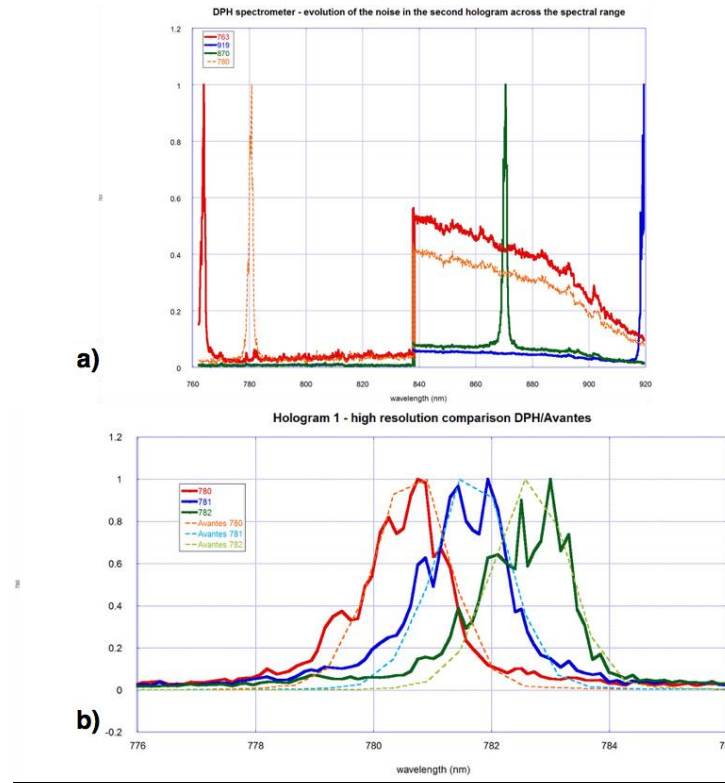 DPH spectrometer - evolution of the noise in the second hologram across the spectral range
763
919
870
780
1.2
1
0.8
0.6
0.4
0.2
0
760 780 800 820 840 860 880 900 920
wavelength (nm)
a)
Hologram 1 - high resolution comparison DPH/Avantes
780
781
782
Avantes 780
Avantes 781
Avantes 782
1.2
1
0.8
0.6
0.4
0.2
0
-0.2
776 778 780 782 784
wavelength (nm)
b)